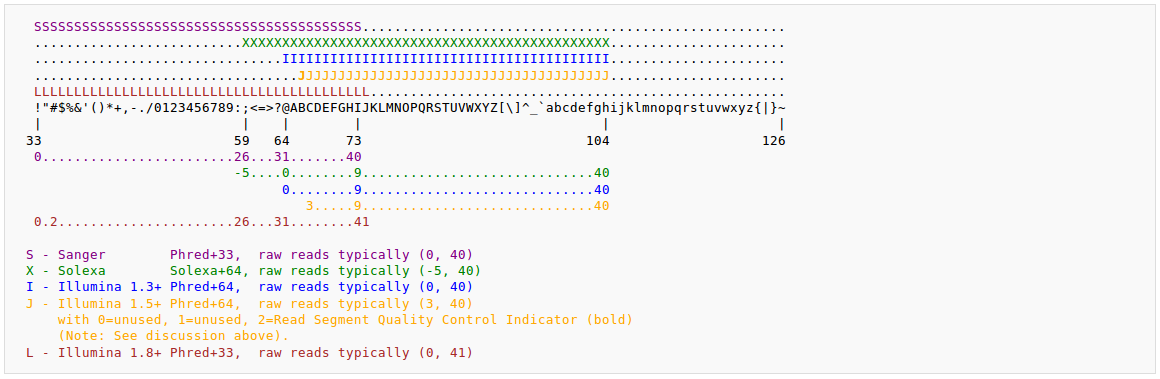 SSSSSSSSSSSSSSSSSSSSSSSSSSSSSSSSSSSSSSSSS.....................................................
..........................XXXXXXXXXXXXXXXXXXXXXXXXXXXXXXXXXXXXXXXXXXXXXX......................
...............................IIIIIIIIIIIIIIIIIIIIIIIIIIIIIIIIIIIIIIIII......................
.................................JJJJJJJJJJJJJJJJJJJJJJJJJJJJJJJJJJJJJJJ......................
LLLLLLLLLLLLLLLLLLLLLLLLLLLLLLLLLLLLLLLLLL....................................................
!"#$%&'()*+,-./0123456789:;<=>?@ABCDEFGHIJKLMNOPQRSTUVWXYZ[\]^_`abcdefghijklmnopqrstuvwxyz{|}~
|                         |    |        |                              |                     |
33                        59   64       73                            104                   126
0........................26...31.......40
-5....0........9.............................40
0........9.............................40
3.....9.............................40
0.2......................26...31........41
S - Sanger        Phred+33,  raw reads typically (0, 40)
X - Solexa        Solexa+64, raw reads typically (-5, 40)
I - Illumina 1.3+ Phred+64,  raw reads typically (0, 40)
J - Illumina 1.5+ Phred+64,  raw reads typically (3, 40)
with 0=unused, 1=unused, 2=Read Segment Quality Control Indicator (bold)
(Note: See discussion above).
L - Illumina 1.8+ Phred+33,  raw reads typically (0, 41)